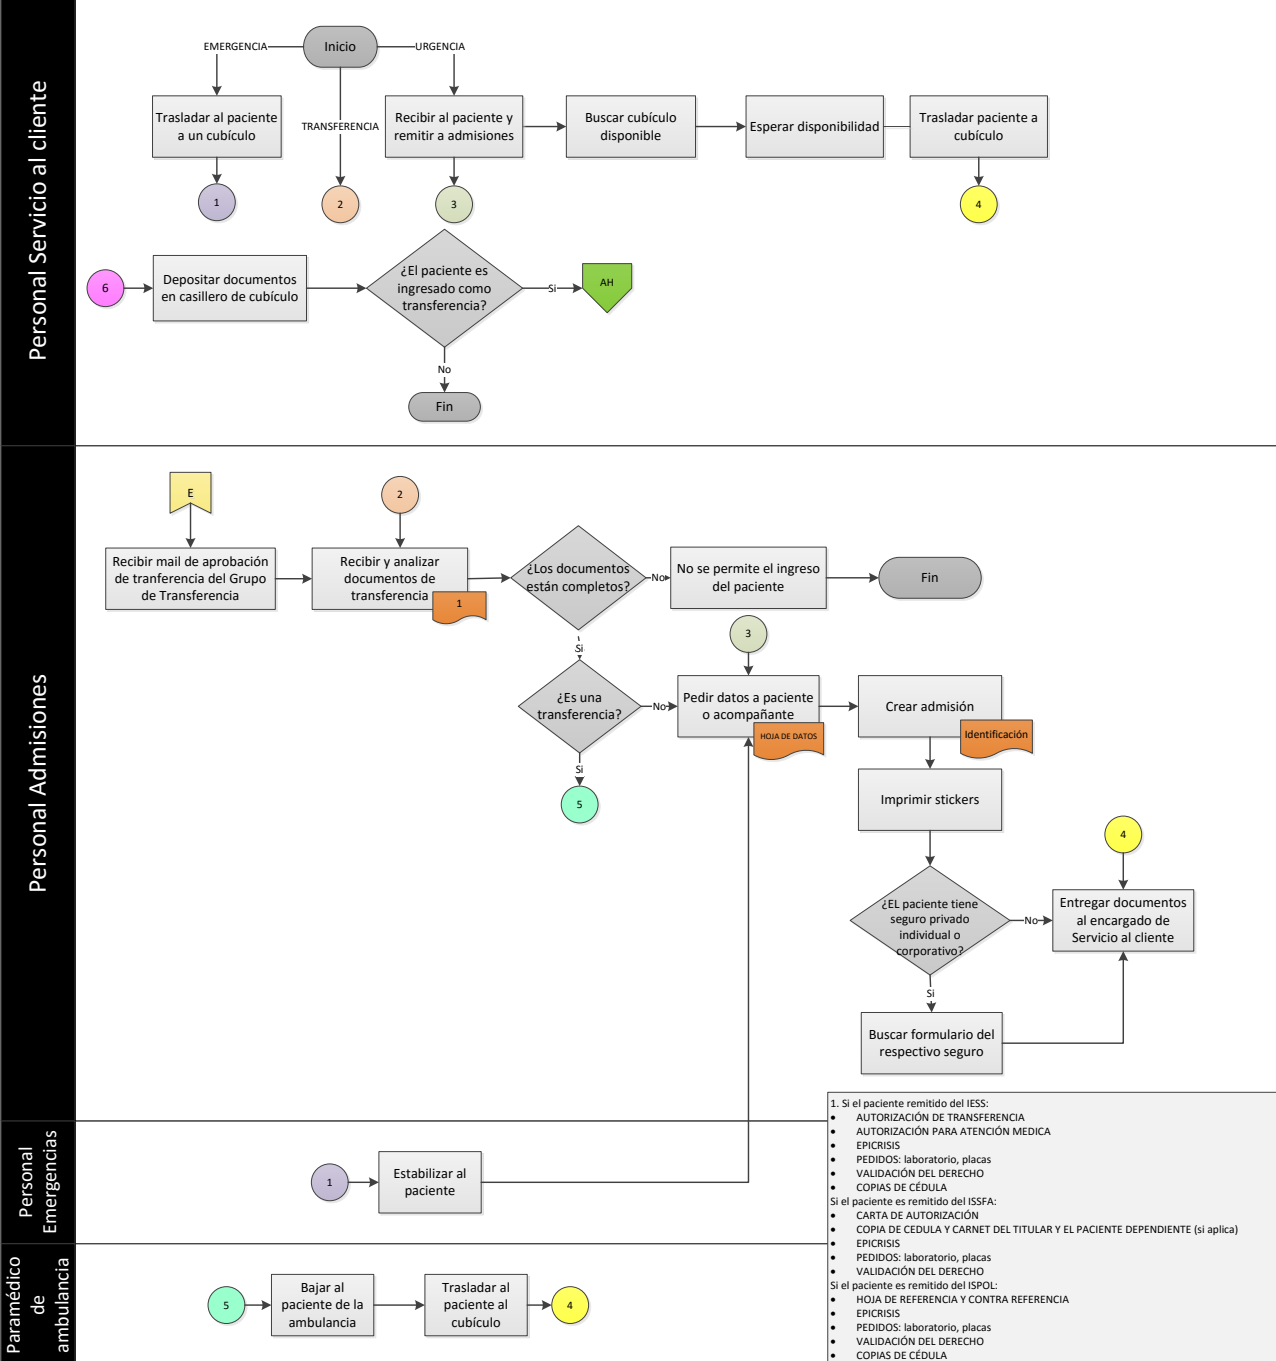 Personal Servicio al cliente
EMERGENCIA
Inicio
URGENCIA
Trasladar al paciente
a un cubículo
TRANSFERENCIA
Recibir al paciente y
remitir a admisiones
Buscar cubículo
disponible
Esperar disponibilidad
Trasladar paciente a
cubículo
1
2
3
4
6
Depositar documentos
en casillero de cubículo
¿El paciente es
ingresado como
transferencia?
Si
AH
No
Fin
Personal Admisiones
E
2
Recibir mail de aprobación
de tranferencia del Grupo
de Transferencia
Recibir y analizar
documentos de
transferencia
1
¿Los documentos
están completos?
No
No se permite el ingreso
del paciente
Fin
Si
3
¿Es una
transferencia?
No
Pedir datos a paciente
o acompañante
HOJA DE DATOS
Crear admisión
Identificación
Si
5
Imprimir stickers
4
¿EL paciente tiene
seguro privado
individual o
corporativo?
No
Entregar documentos
al encargado de
Servicio al cliente
Si
Buscar formulario del
respectivo seguro
Personal
Emergencias
1
Estabilizar al
paciente
Paramédico
de
ambulancia
5
Bajar al
paciente de la
ambulancia
Trasladar al
paciente al
cubículo
4
1. Si el paciente remitido del IESS:
• AUTORIZACIÓN DE TRANSFERENCIA
• AUTORIZACIÓN PARA ATENCIÓN MEDICA
• EPICRISIS
• PEDIDOS: laboratorio, placas
• VALIDACIÓN DEL DERECHO
• COPIAS DE CÉDULA
Si el paciente es remitido del ISSFA:
• CARTA DE AUTORIZACIÓN
• COPIA DE CEDULA Y CARNET DEL TITULAR Y EL PACIENTE DEPENDIENTE (si aplica)
• EPICRISIS
• PEDIDOS: laboratorio, placas
• VALIDACIÓN DEL DERECHO
Si el paciente es remitido del ISPOL:
• HOJA DE REFERENCIA Y CONTRA REFERENCIA
• EPICRISIS
• PEDIDOS: laboratorio, placas
• VALIDACIÓN DEL DERECHO
• COPIAS DE CÉDULA